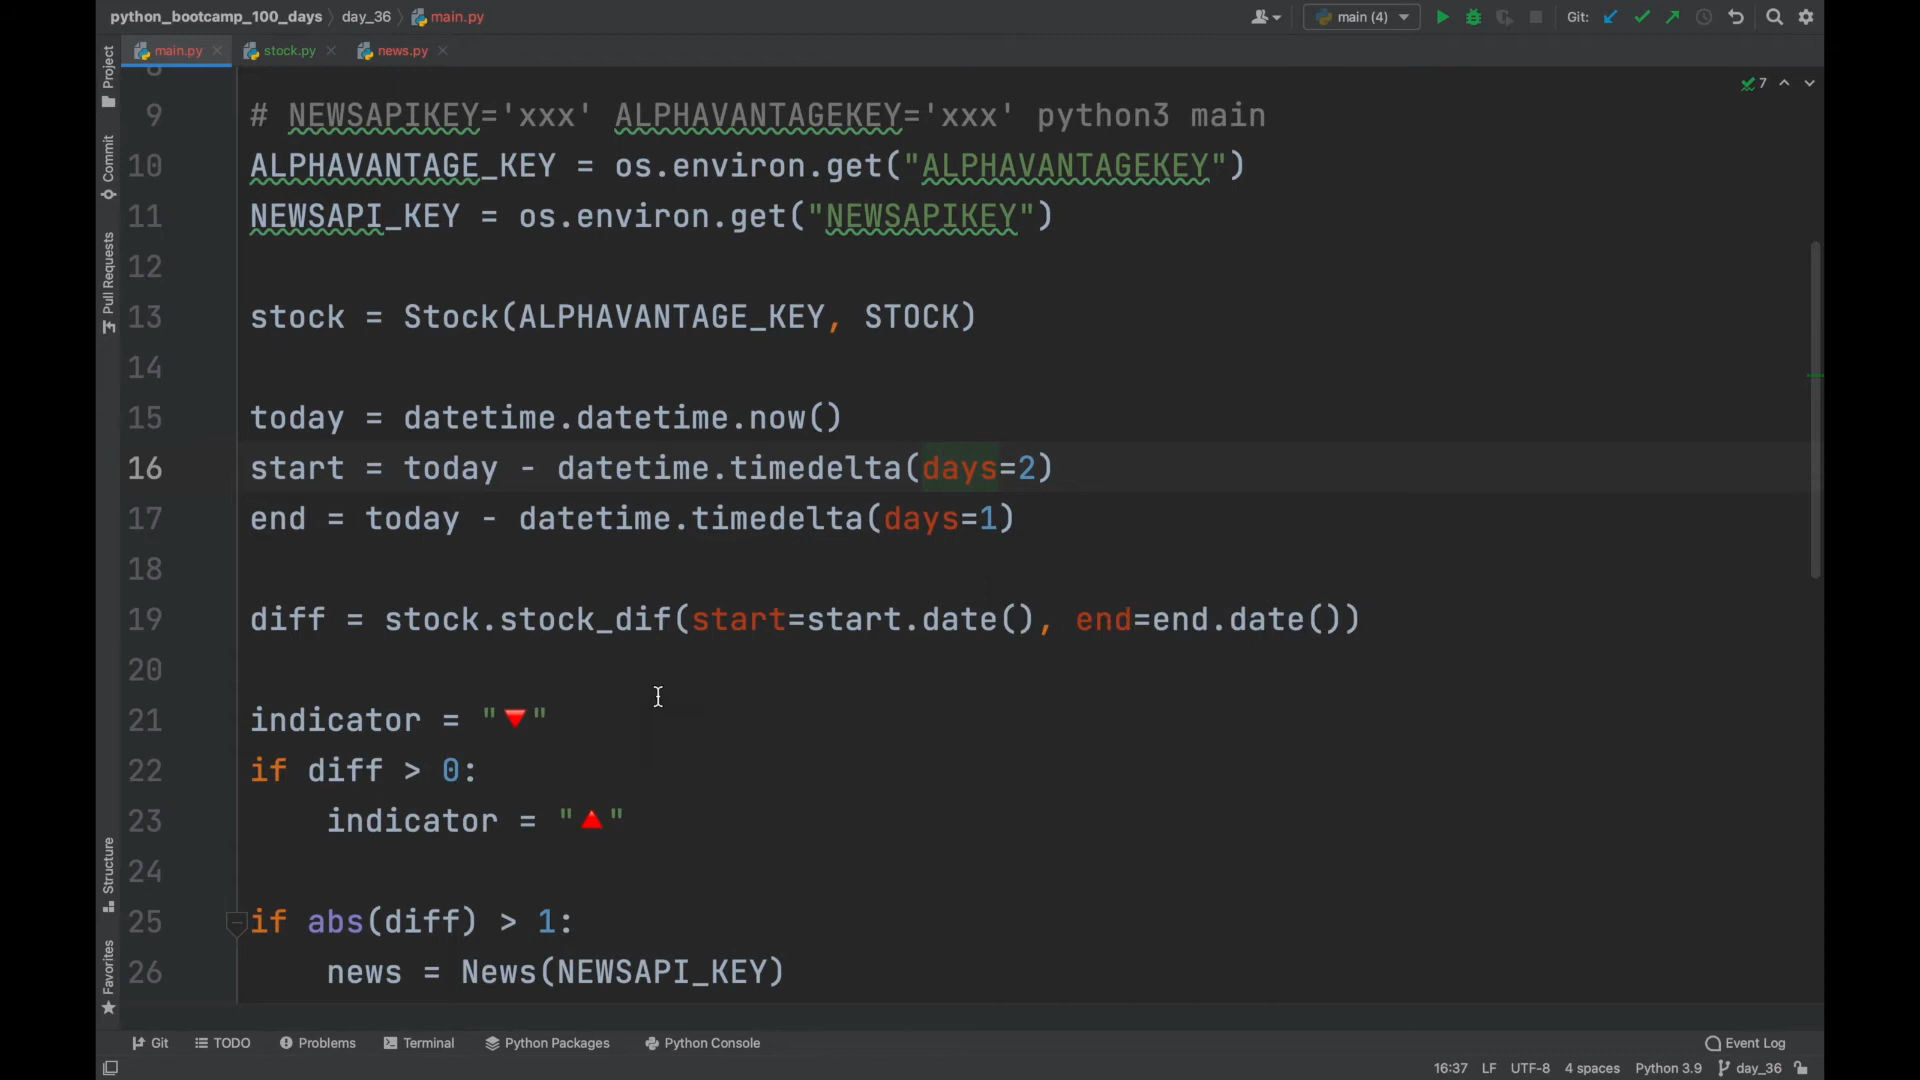 python_bootcamp_100_days day_36 main.py
main (4) Git:
main.py stock.py news.py
Project
Commit
Pull Requests
Structure
Favorites
7
9 # NEWSAPIKEY='xxx' ALPHAVANTAGEKEY='xxx' python3 main
10 ALPHAVANTAGE_KEY = os.environ.get("ALPHAVANTAGEKEY")
11 NEWSAPI_KEY = os.environ.get("NEWSAPIKEY")
12
13 stock = Stock(ALPHAVANTAGE_KEY, STOCK)
14
15 today = datetime.datetime.now()
16 start = today - datetime.timedelta(days=2)
17 end = today - datetime.timedelta(days=1)
18
19 diff = stock.stock_dif(start=start.date(), end=end.date())
20
21 indicator = "🔻"
22 if diff > 0:
23 indicator = "🔺"
24
25 if abs(diff) > 1:
26 news = News(NEWSAPI_KEY)
Git TODO Problems Terminal Python Packages Python Console Event Log
16:37 LF UTF-8 4 spaces Python 3.9 day_36